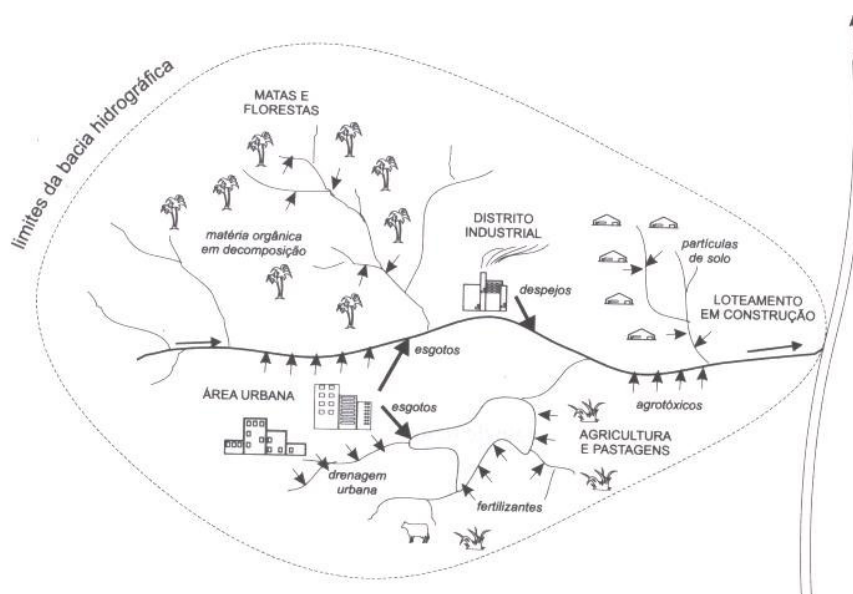 limites da bacia hidrográfica
MATAS E
FLORESTAS
matéria orgânica
em decomposição
DISTRITO
INDUSTRIAL
despejos
partículas
de solo
LOTEAMENTO
EM CONSTRUÇÃO
esgotos
ÁREA URBANA
esgotos
agrotóxicos
AGRICULTURA
E PASTAGENS
drenagem
urbana
fertilizantes